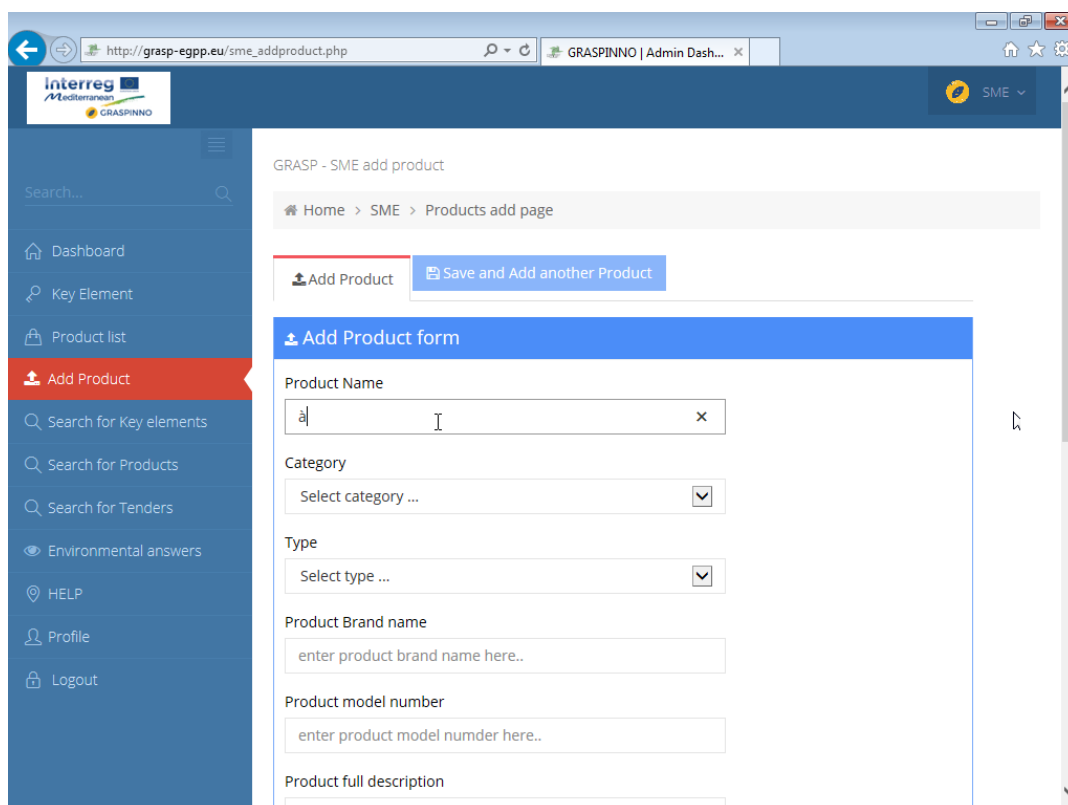 http://grasp-egpp.eu/sme_addproduct.php
GRASPINNO | Admin Dash...
Interreg
Mediterranean
GRASPINNO
SME
Search...
Dashboard
Key Element
Product list
Add Product
Search for Key elements
Search for Products
Search for Tenders
Environmental answers
HELP
Profile
Logout
GRASP - SME add product
Home > SME > Products add page
Add Product
Save and Add another Product
Add Product form
Product Name
à
Category
Select category ...
Type
Select type ...
Product Brand name
enter product brand name here..
Product model number
enter product model numder here..
Product full description